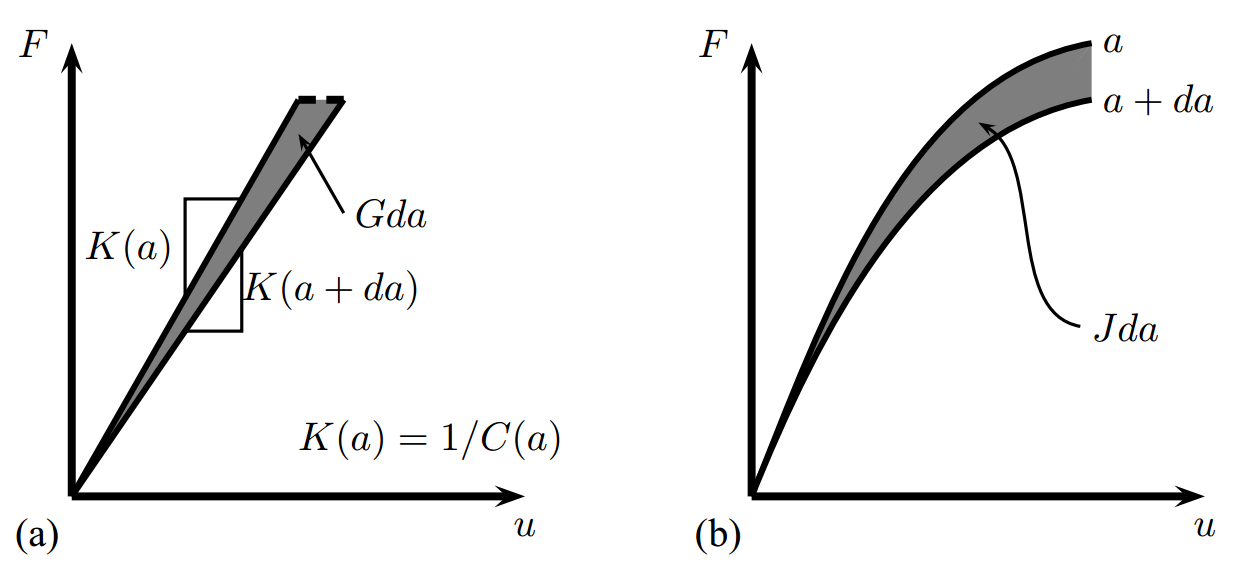 F
K(a)
Gda
K(a + da)
K(a) = 1/C(a)
u
(a)
F
a
a + da
Jda
u
(b)